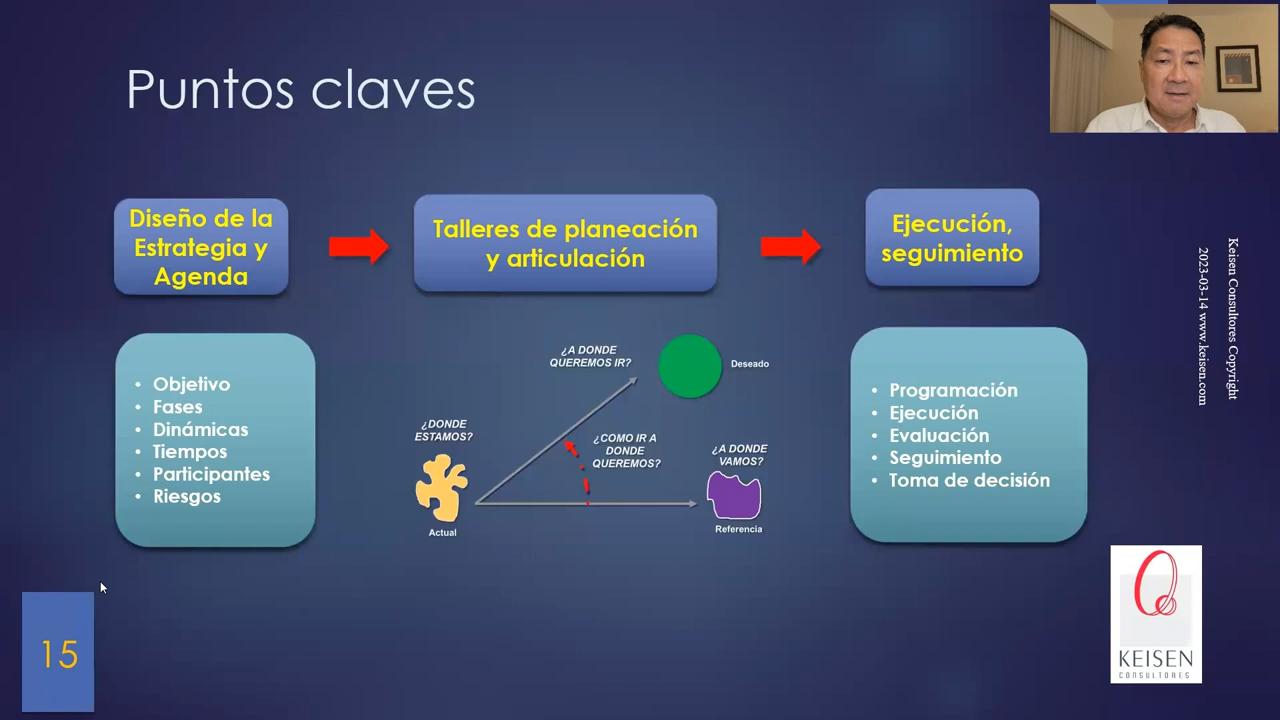 Puntos claves
Diseño de la
Estrategia y
Agenda
Talleres de planeación
y articulación
Ejecución,
seguimiento
• Objetivo
• Fases
• Dinámicas
• Tiempos
• Participantes
• Riesgos
¿A DONDE
QUEREMOS IR?
Deseado
¿DONDE
ESTAMOS?
¿COMO IR A
DONDE
QUEREMOS?
¿A DONDE
VAMOS?
Actual
Referencia
• Programación
• Ejecución
• Evaluación
• Seguimiento
• Toma de decisión
Keisen Consultores Copyright
2023-03-14 www.keisen.com
15
KEISEN
CONSULTORES